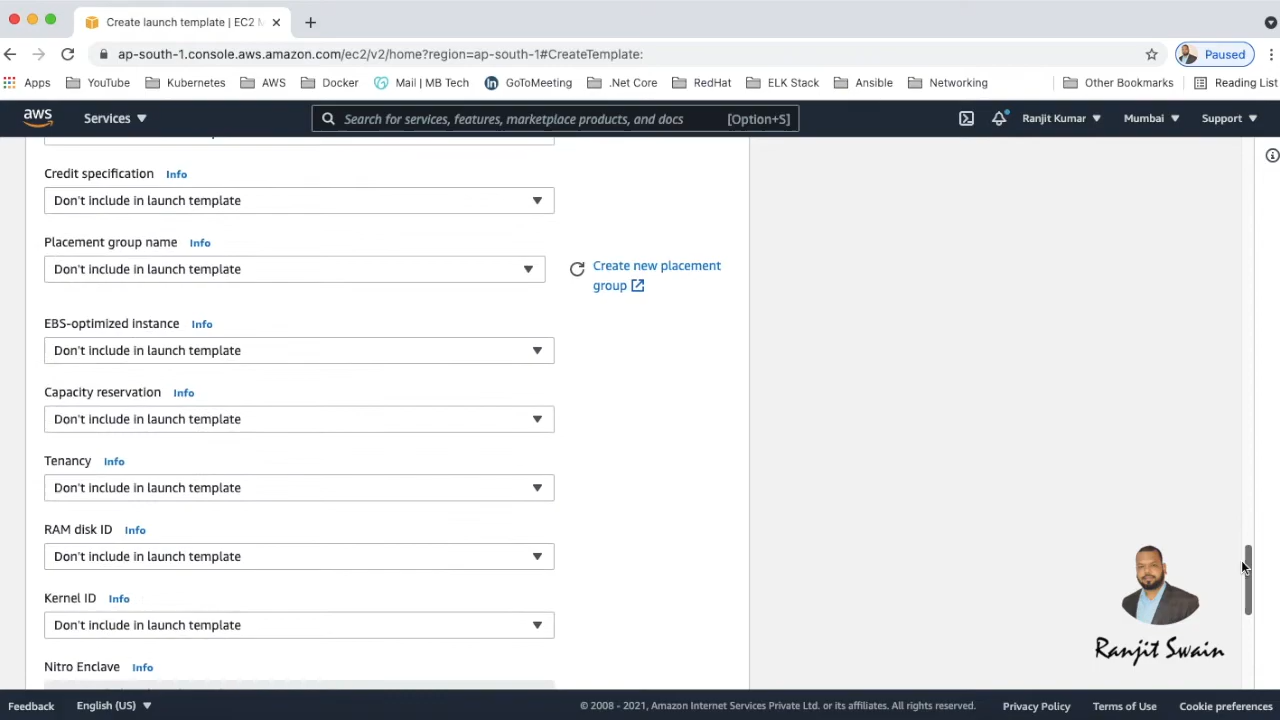 Create launch template | EC2 M
ap-south-1.console.aws.amazon.com/ec2/v2/home?region=ap-south-1#CreateTemplate:
Paused
Apps YouTube Kubernetes AWS Docker Mail | MB Tech GoToMeeting .Net Core RedHat ELK Stack Ansible Networking Other Bookmarks Reading List
aws Services Search for services, features, marketplace products, and docs [Option+S] Ranjit Kumar Mumbai Support
Credit specification Info
Don't include in launch template
Placement group name Info
Don't include in launch template
Create new placement
group
EBS-optimized instance Info
Don't include in launch template
Capacity reservation Info
Don't include in launch template
Tenancy Info
Don't include in launch template
RAM disk ID Info
Don't include in launch template
Kernel ID Info
Don't include in launch template
Ranjit Swain
Nitro Enclave Info
Feedback English (US) © 2008 - 2021, Amazon Internet Services Private Ltd. or its affiliates. All rights reserved. Privacy Policy Terms of Use Cookie preferences